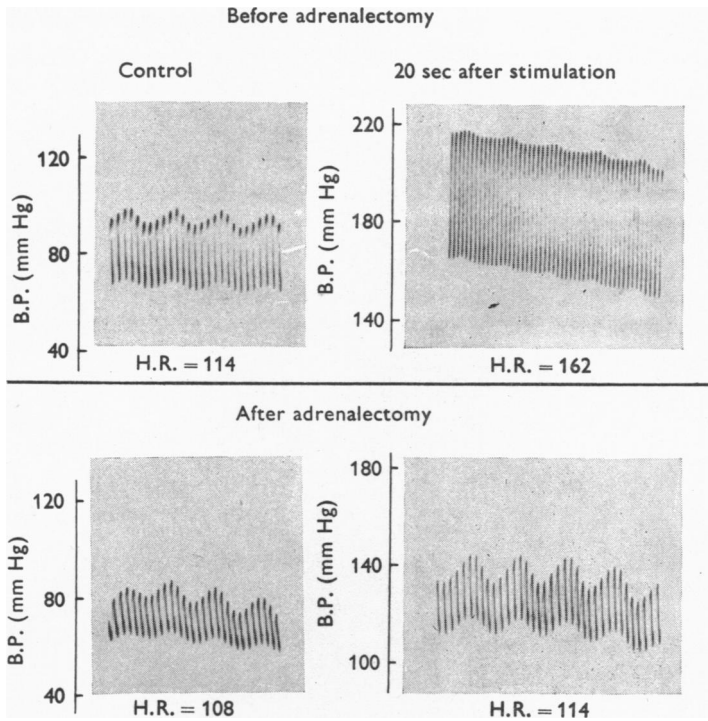 Before adrenalectomy
Control
20 sec after stimulation
B.P. (mm Hg)
120
80
40
B.P. (mm Hg)
220
180
140
H.R. = 114
H.R. = 162
After adrenalectomy
B.P. (mm Hg)
120
80
40
B.P. (mm Hg)
180
140
100
H.R. = 108
H.R. = 114